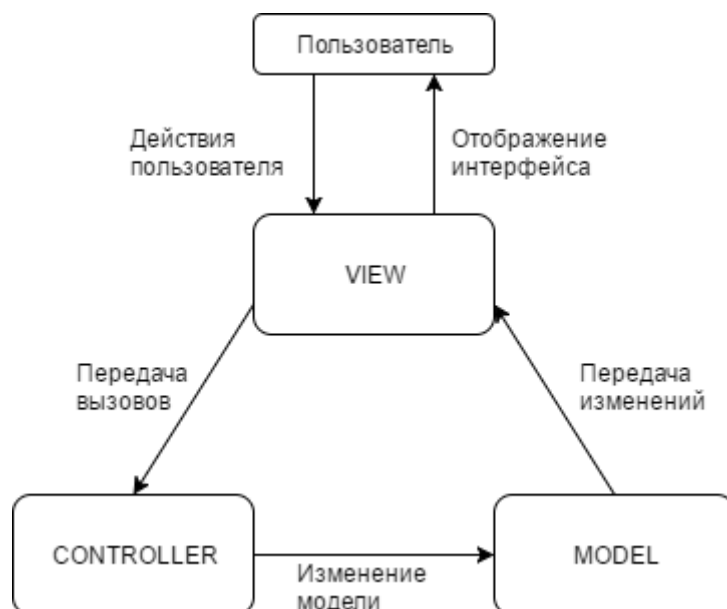 Пользователь
Действия
пользователя
Отображение
интерфейса
VIEW
Передача
вызовов
Передача
изменений
CONTROLLER
Изменение
модели
MODEL